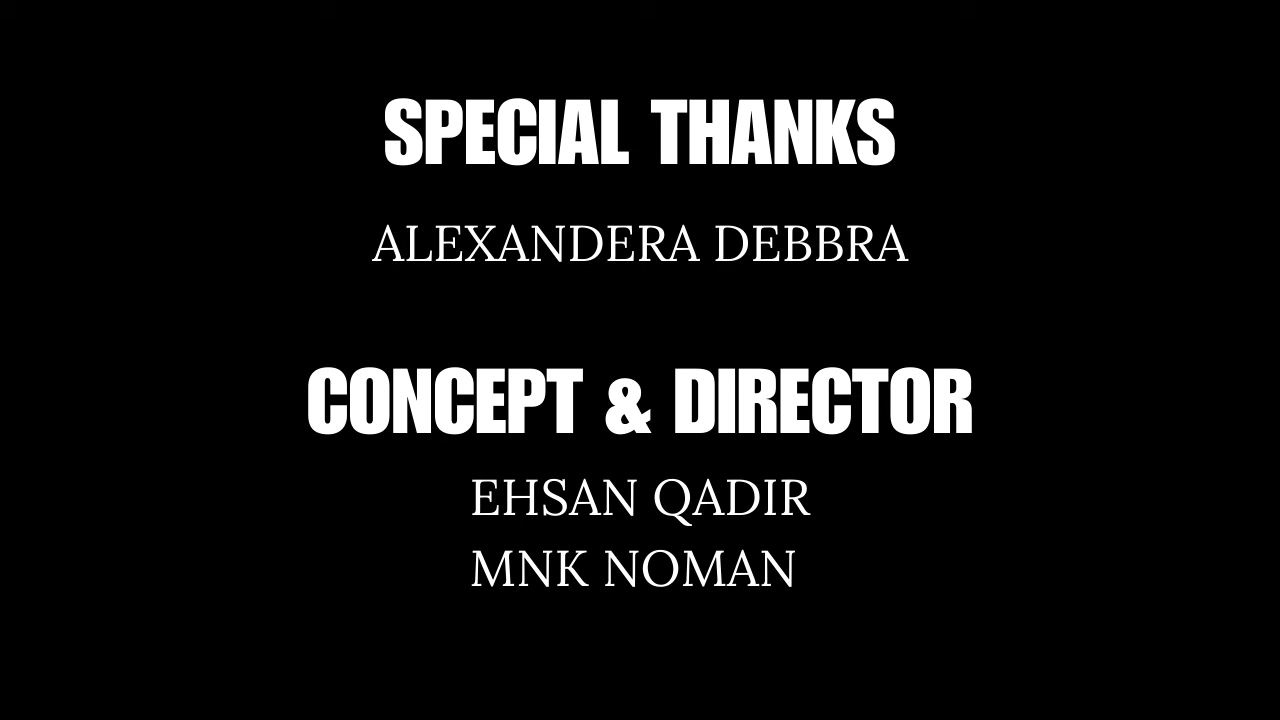 SPECIAL THANKS
ALEXANDERA DEBBRA
CONCEPT & DIRECTOR
EHSAN QADIR
MNK NOMAN